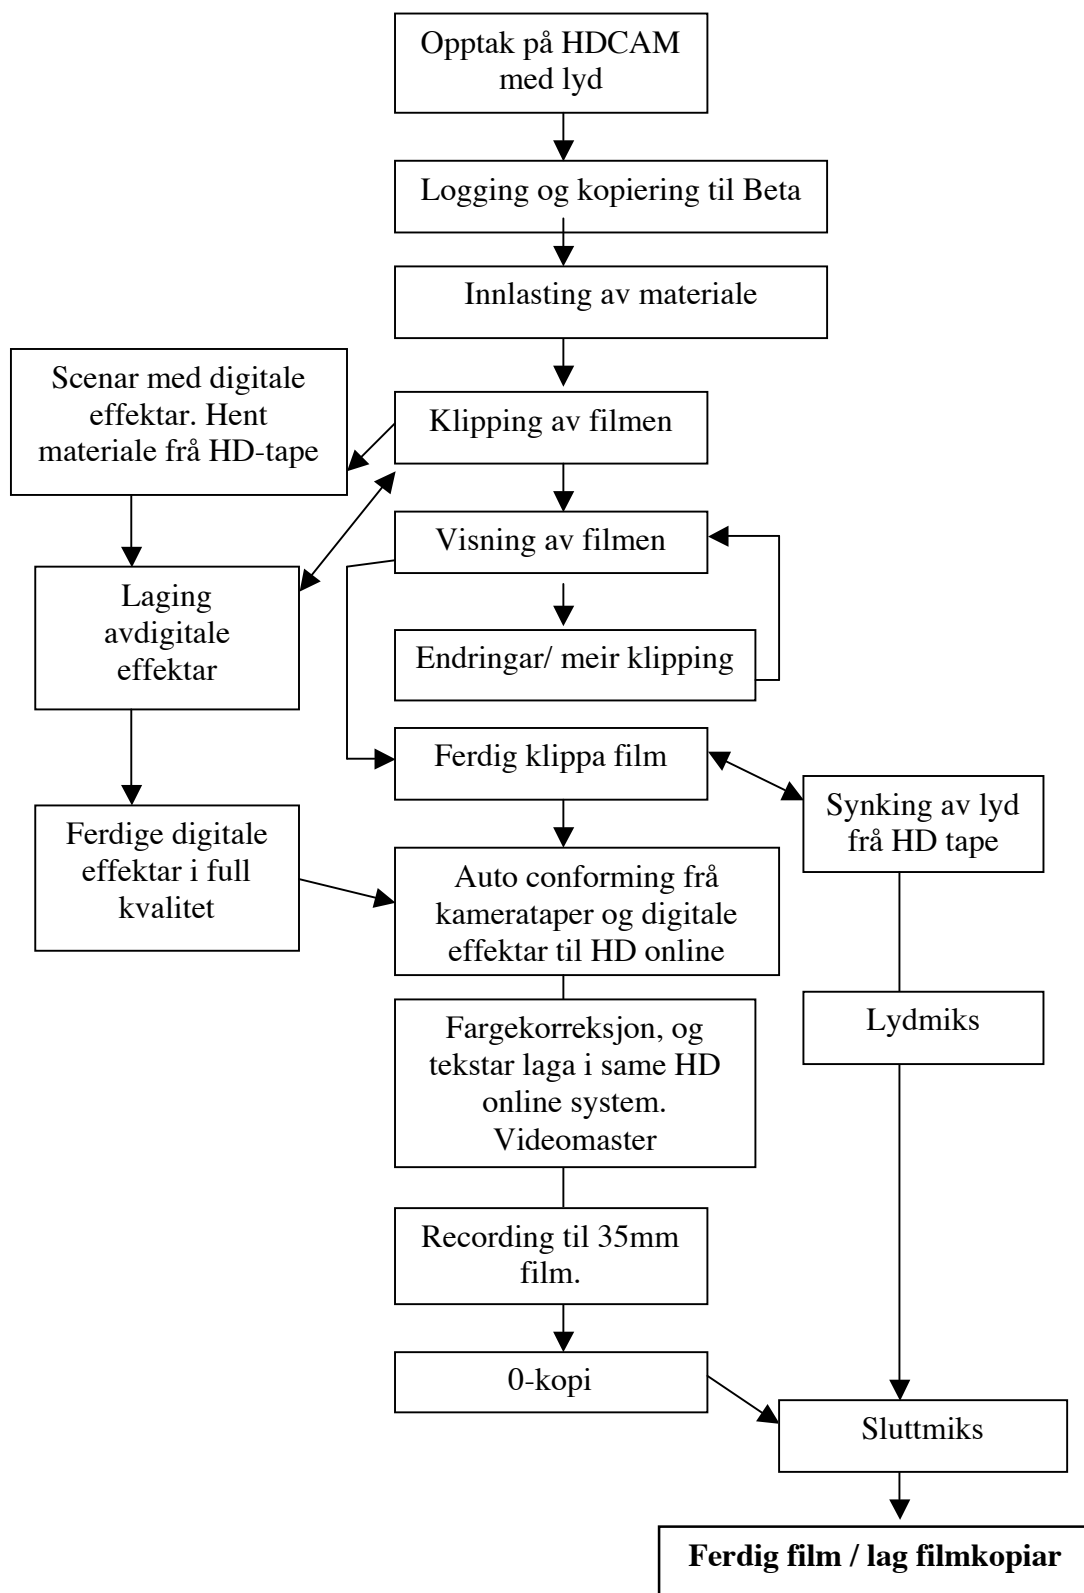 Opptak på HDCAM
med lyd
Logging og kopiering til Beta
Innlasting av materiale
Scenar med digitale
effektar. Hent
materiale frå HD-tape
Klipping av filmen
Visning av filmen
Laging
avdigitale
effektar
Endringar/ meir klipping
Ferdig klippa film
Synking av lyd
frå HD tape
Ferdige digitale
effektar i full
kvalitet
Auto conforming frå
kamerataper og digitale
effektar til HD online
Fargekorreksjon, og
tekstar laga i same HD
online system.
Videomaster
Lydmiks
Recording til 35mm
film.
0-kopi
Sluttmiks
Ferdig film / lag filmkopiar